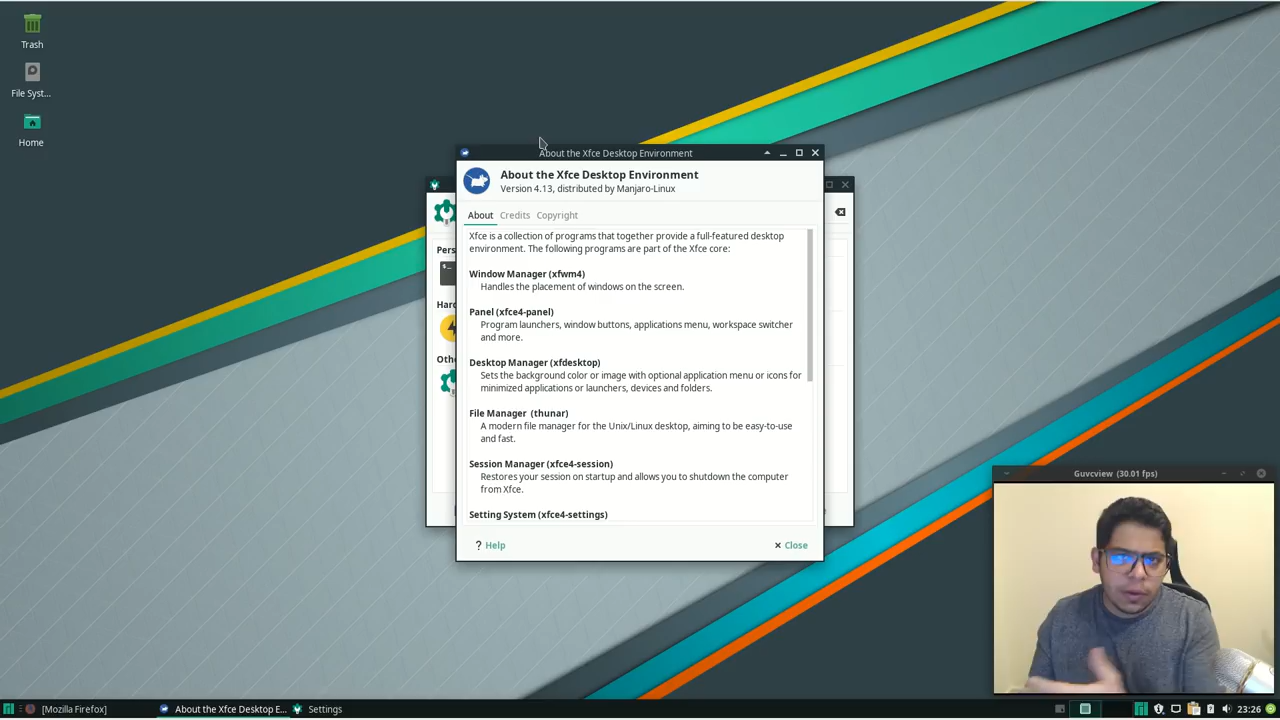 Trash
File Syst...
Home
About the Xfce Desktop Environment
About the Xfce Desktop Environment
Version 4.13, distributed by Manjaro-Linux
About Credits Copyright
Xfce is a collection of programs that together provide a full-featured desktop
environment. The following programs are part of the Xfce core:
Window Manager (xfwm4)
Handles the placement of windows on the screen.
Panel (xfce4-panel)
Program launchers, window buttons, applications menu, workspace switcher
and more.
Desktop Manager (xfdesktop)
Sets the background color or image with optional application menu or icons for
minimized applications or launchers, devices and folders.
File Manager (thunar)
A modern file manager for the Unix/Linux desktop, aiming to be easy-to-use
and fast.
Session Manager (xfce4-session)
Restores your session on startup and allows you to shutdown the computer
from Xfce.
Setting System (xfce4-settings)
? Help
Close
Pers
Hard
Othe
Guvcview (30.01 fps)
[Mozilla Firefox]
About the Xfce Desktop E...
Settings
23:26